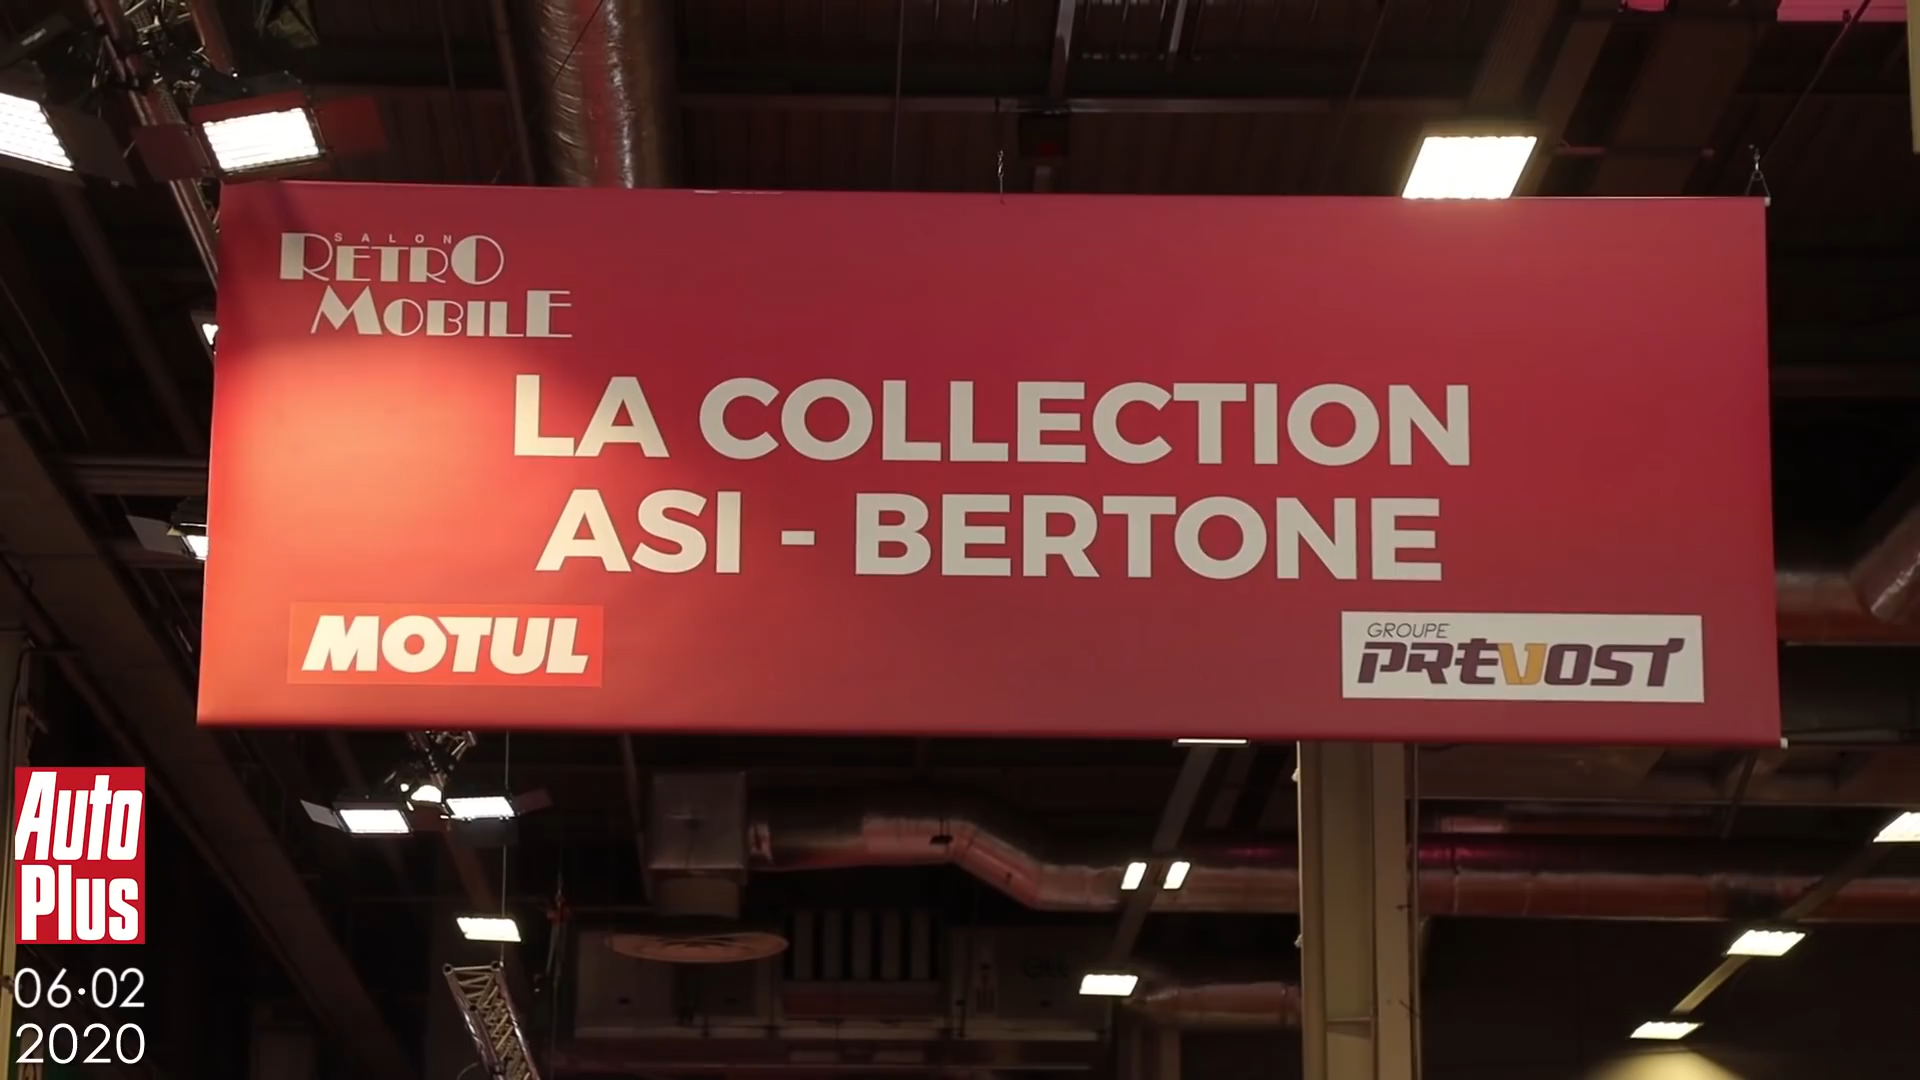 SALON
RETRO
MOBILE
LA COLLECTION
ASI - BERTONE
MOTUL
GROUPE
PREVOST
AUTO
PLUS
06·02
2020